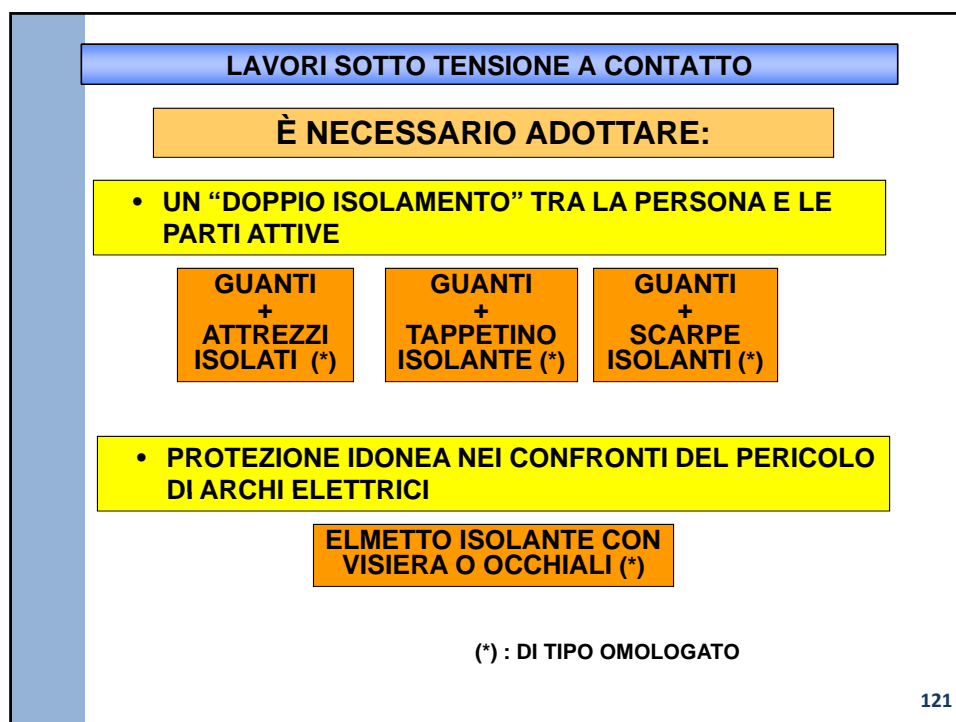 LAVORI SOTTO TENSIONE A CONTATTO
È NECESSARIO ADOTTARE:
• UN “DOPPIO ISOLAMENTO” TRA LA PERSONA E LE
PARTI ATTIVE
GUANTI
+
ATTREZZI
ISOLATI (*)
GUANTI
+
TAPPETINO
ISOLANTE (*)
GUANTI
+
SCARPE
ISOLANTI (*)
• PROTEZIONE IDONEA NEI CONFRONTI DEL PERICOLO
DI ARCHI ELETTRICI
ELMETTO ISOLANTE CON
VISIERA O OCCHIALI (*)
(*) : DI TIPO OMOLOGATO
121